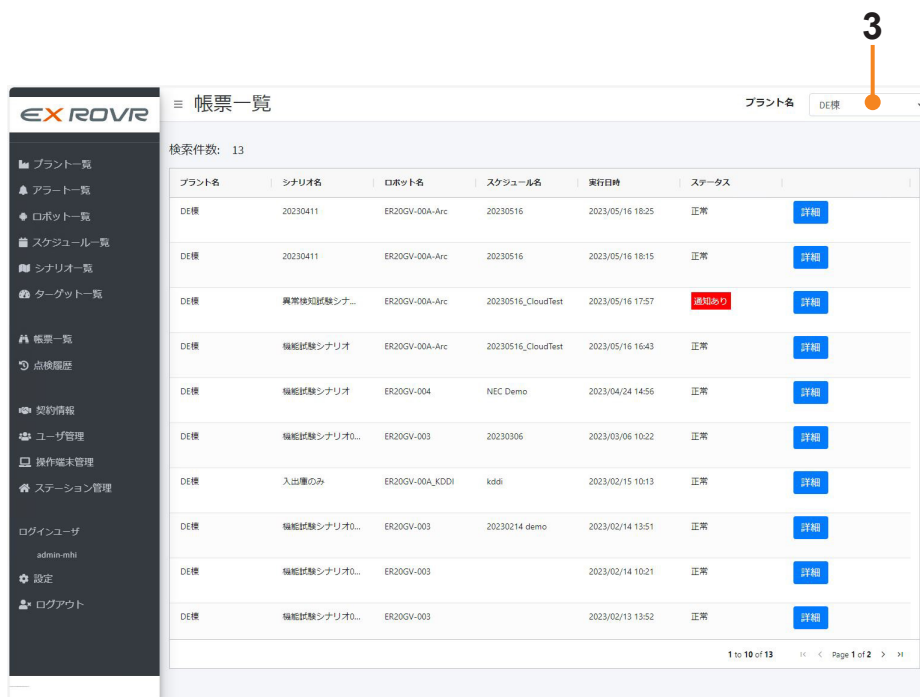 3
EX ROVR
帳票一覧
プラント名 DE棟
プラント一覧
アラート一覧
ロボット一覧
スケジュール一覧
シナリオ一覧
ターゲット一覧
帳票一覧
点検履歴
契約情報
ユーザ管理
操作端末管理
ステーション管理
ログインユーザ
admin-mhi
設定
ログアウト
検索件数: 13
プラント名 シナリオ名 ロボット名 スケジュール名 実行日時 ステータス
DE棟 20230411 ER20GV-00A-Arc 20230516 2023/05/16 18:25 正常 詳細
DE棟 20230411 ER20GV-00A-Arc 20230516 2023/05/16 18:15 正常 詳細
DE棟 異常検知試験シナ... ER20GV-00A-Arc 20230516_CloudTest 2023/05/16 17:57 通知あり 詳細
DE棟 機能試験シナリオ ER20GV-00A-Arc 20230516_CloudTest 2023/05/16 16:43 正常 詳細
DE棟 機能試験シナリオ ER20GV-004 NEC Demo 2023/04/24 14:56 正常 詳細
DE棟 機能試験シナリオ0... ER20GV-003 20230306 2023/03/06 10:22 正常 詳細
DE棟 入出庫のみ ER20GV-00A_KDDI kddi 2023/02/15 10:13 正常 詳細
DE棟 機能試験シナリオ0... ER20GV-003 20230214 demo 2023/02/14 13:51 正常 詳細
DE棟 機能試験シナリオ0... ER20GV-003 2023/02/14 10:21 正常 詳細
DE棟 機能試験シナリオ0... ER20GV-003 2023/02/13 13:52 正常 詳細
1 to 10 of 13 Page 1 of 2